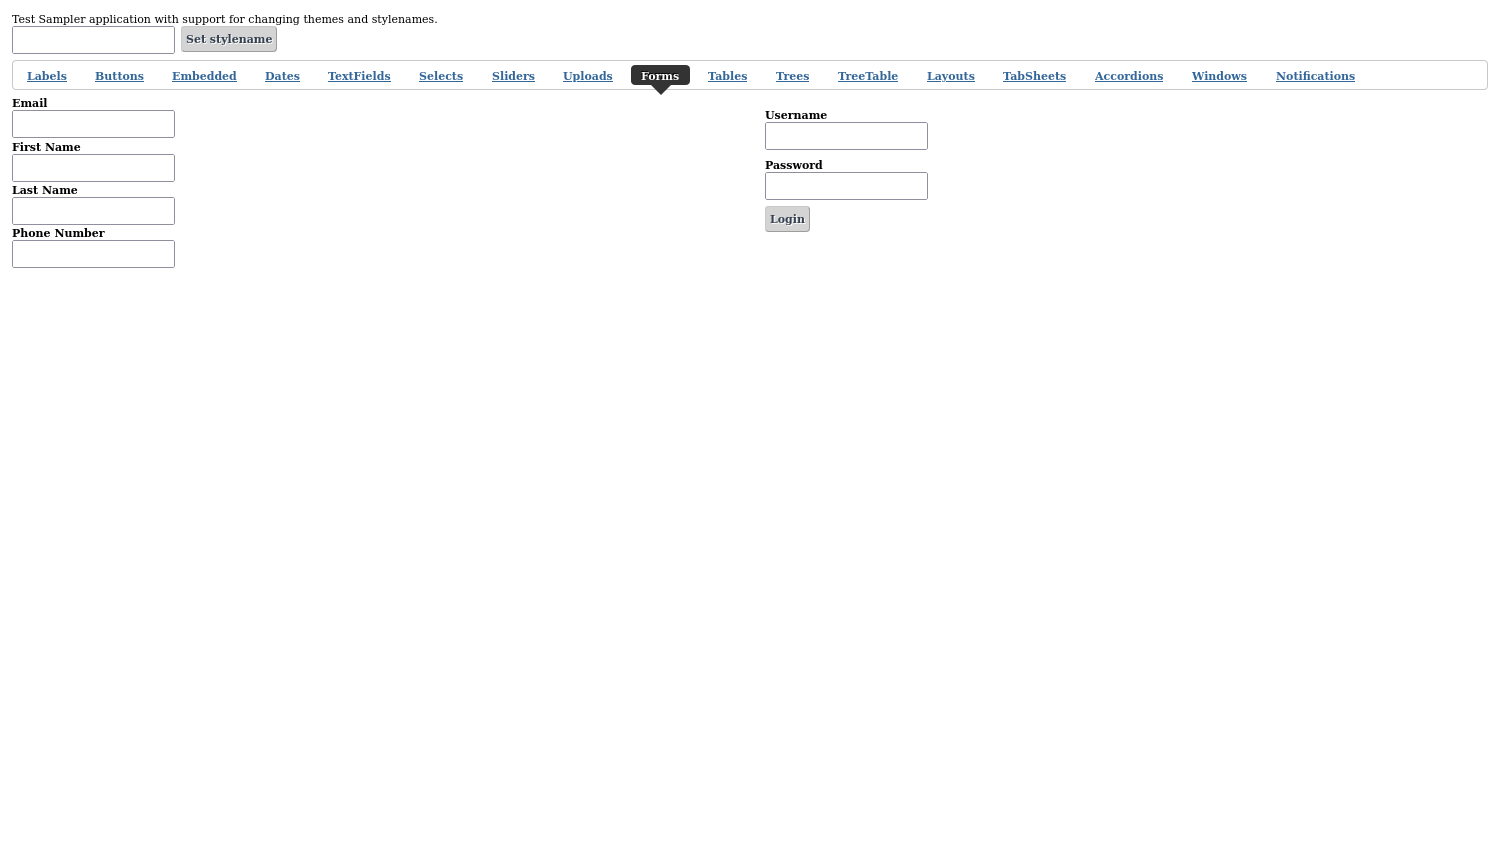 Test Sampler application with support for changing themes and stylenames.
Set stylename
Labels Buttons Embedded Dates TextFields Selects Sliders Uploads Forms Tables Trees TreeTable Layouts TabSheets Accordions Windows Notifications
Email
First Name
Last Name
Phone Number
Username
Password
Login